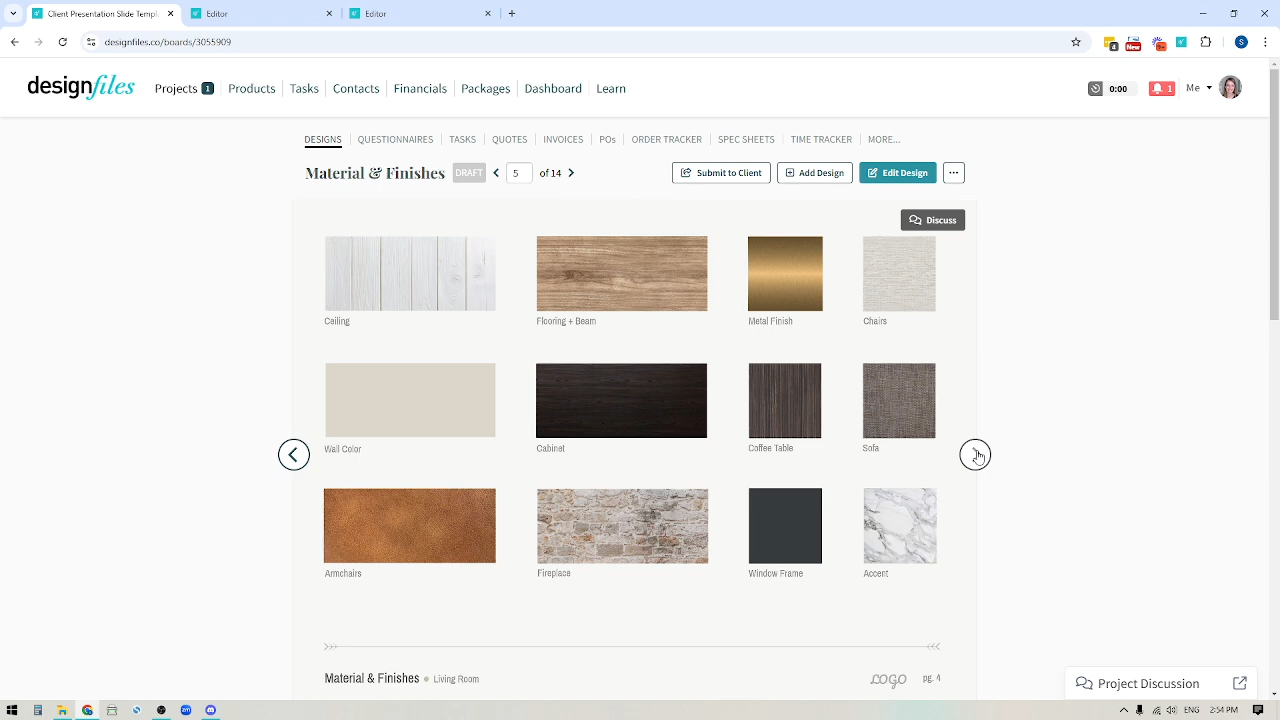 Client Presentation Slide Templ
Editor
Editor
designfiles.co/boards/3055909
4
New
S
designfiles
Projects 1
Products
Tasks
Contacts
Financials
Packages
Dashboard
Learn
0:00
1
Me
DESIGNS
QUESTIONNAIRES
TASKS
QUOTES
INVOICES
POs
ORDER TRACKER
SPEC SHEETS
TIME TRACKER
MORE...
Material & Finishes DRAFT 5 of 14
Submit to Client
Add Design
Edit Design
Discuss
Ceiling
Flooring + Beam
Metal Finish
Chairs
Wall Color
Cabinet
Coffee Table
Sofa
Armchairs
Fireplace
Window Frame
Accent
Material & Finishes • Living Room
LOGO
pg. 4
Project Discussion
ENG
2:54 PM